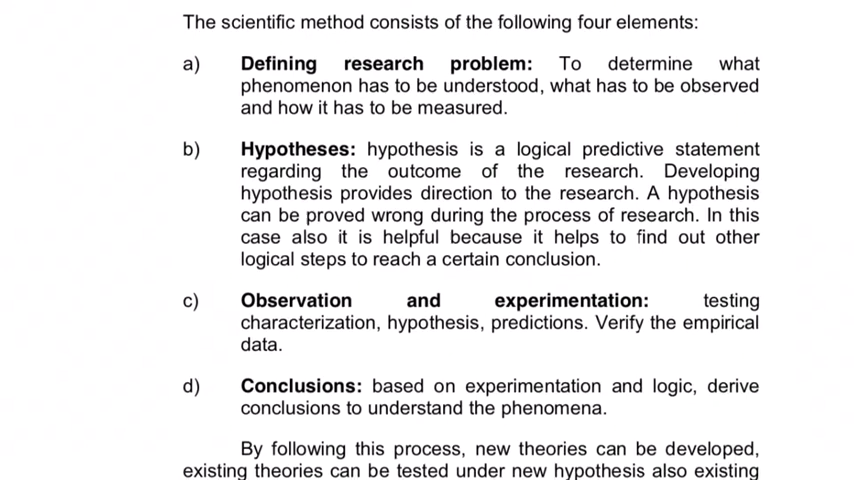 The scientific method consists of the following four elements:
a) Defining research problem: To determine what
phenomenon has to be understood, what has to be observed
and how it has to be measured.
b) Hypotheses: hypothesis is a logical predictive statement
regarding the outcome of the research. Developing
hypothesis provides direction to the research. A hypothesis
can be proved wrong during the process of research. In this
case also it is helpful because it helps to find out other
logical steps to reach a certain conclusion.
c) Observation and experimentation: testing
characterization, hypothesis, predictions. Verify the empirical
data.
d) Conclusions: based on experimentation and logic, derive
conclusions to understand the phenomena.
By following this process, new theories can be developed,
existing theories can be tested under new hypothesis also existing